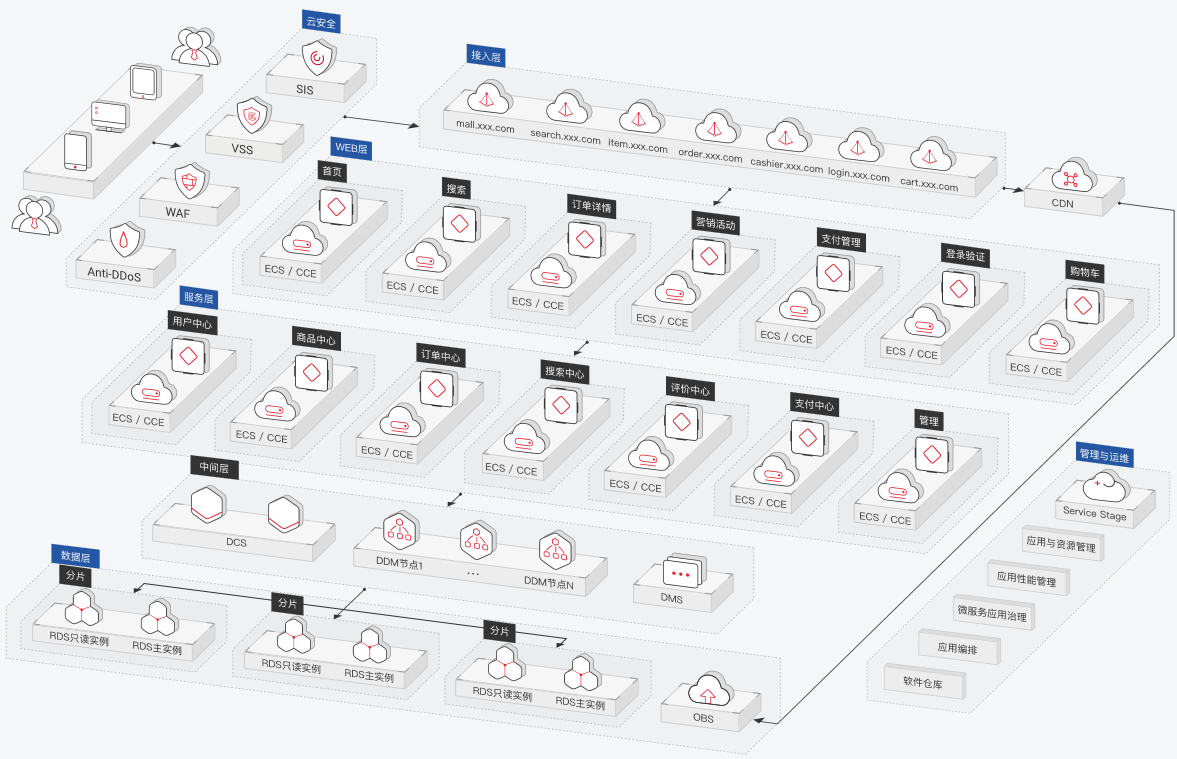 云安全
SIS
VSS
WAF
Anti-DDoS
接入层
mall.xxx.com
search.xxx.com
item.xxx.com
order.xxx.com
cashier.xxx.com
login.xxx.com
cart.xxx.com
CDN
WEB层
首页
ECS / CCE
搜索
ECS / CCE
订单详情
ECS / CCE
营销活动
ECS / CCE
支付管理
ECS / CCE
登录验证
ECS / CCE
购物车
ECS / CCE
服务层
用户中心
ECS / CCE
商品中心
ECS / CCE
订单中心
ECS / CCE
搜索中心
ECS / CCE
评价中心
ECS / CCE
支付中心
ECS / CCE
管理
ECS / CCE
中间层
DCS
DDM节点1
...
DDM节点N
DMS
数据层
分片
RDS只读实例
RDS主实例
分片
RDS只读实例
RDS主实例
分片
RDS只读实例
RDS主实例
OBS
管理与运维
Service Stage
应用与资源管理
应用性能管理
微服务应用治理
应用编排
软件仓库